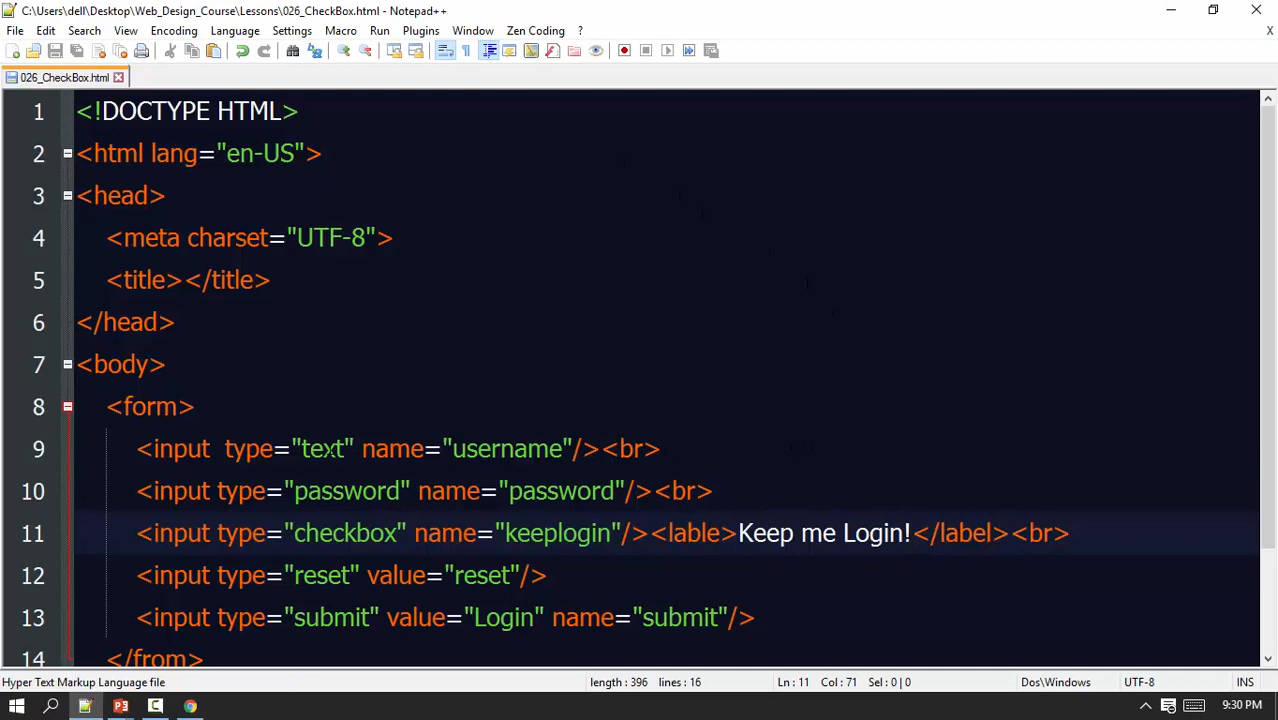 C:\Users\dell\Desktop\Web_Design_Course\Lessons\026_CheckBox.html - Notepad++
File Edit Search View Encoding Language Settings Macro Run Plugins Window Zen Coding ? X
026_CheckBox.html
1 <!DOCTYPE HTML>
2 <html lang="en-US">
3 <head>
4 <meta charset="UTF-8">
5 <title></title>
6 </head>
7 <body>
8 <form>
9 <input  type="text" name="username"/><br>
10 <input type="password" name="password"/><br>
11 <input type="checkbox" name="keeplogin"/><lable>Keep me Login!</label><br>
12 <input type="reset" value="reset"/>
13 <input type="submit" value="Login" name="submit"/>
14 </from>
Hyper Text Markup Language file length : 396 lines : 16 Ln : 11 Col : 71 Sel : 0 | 0 Dos\Windows UTF-8 INS
9:30 PM